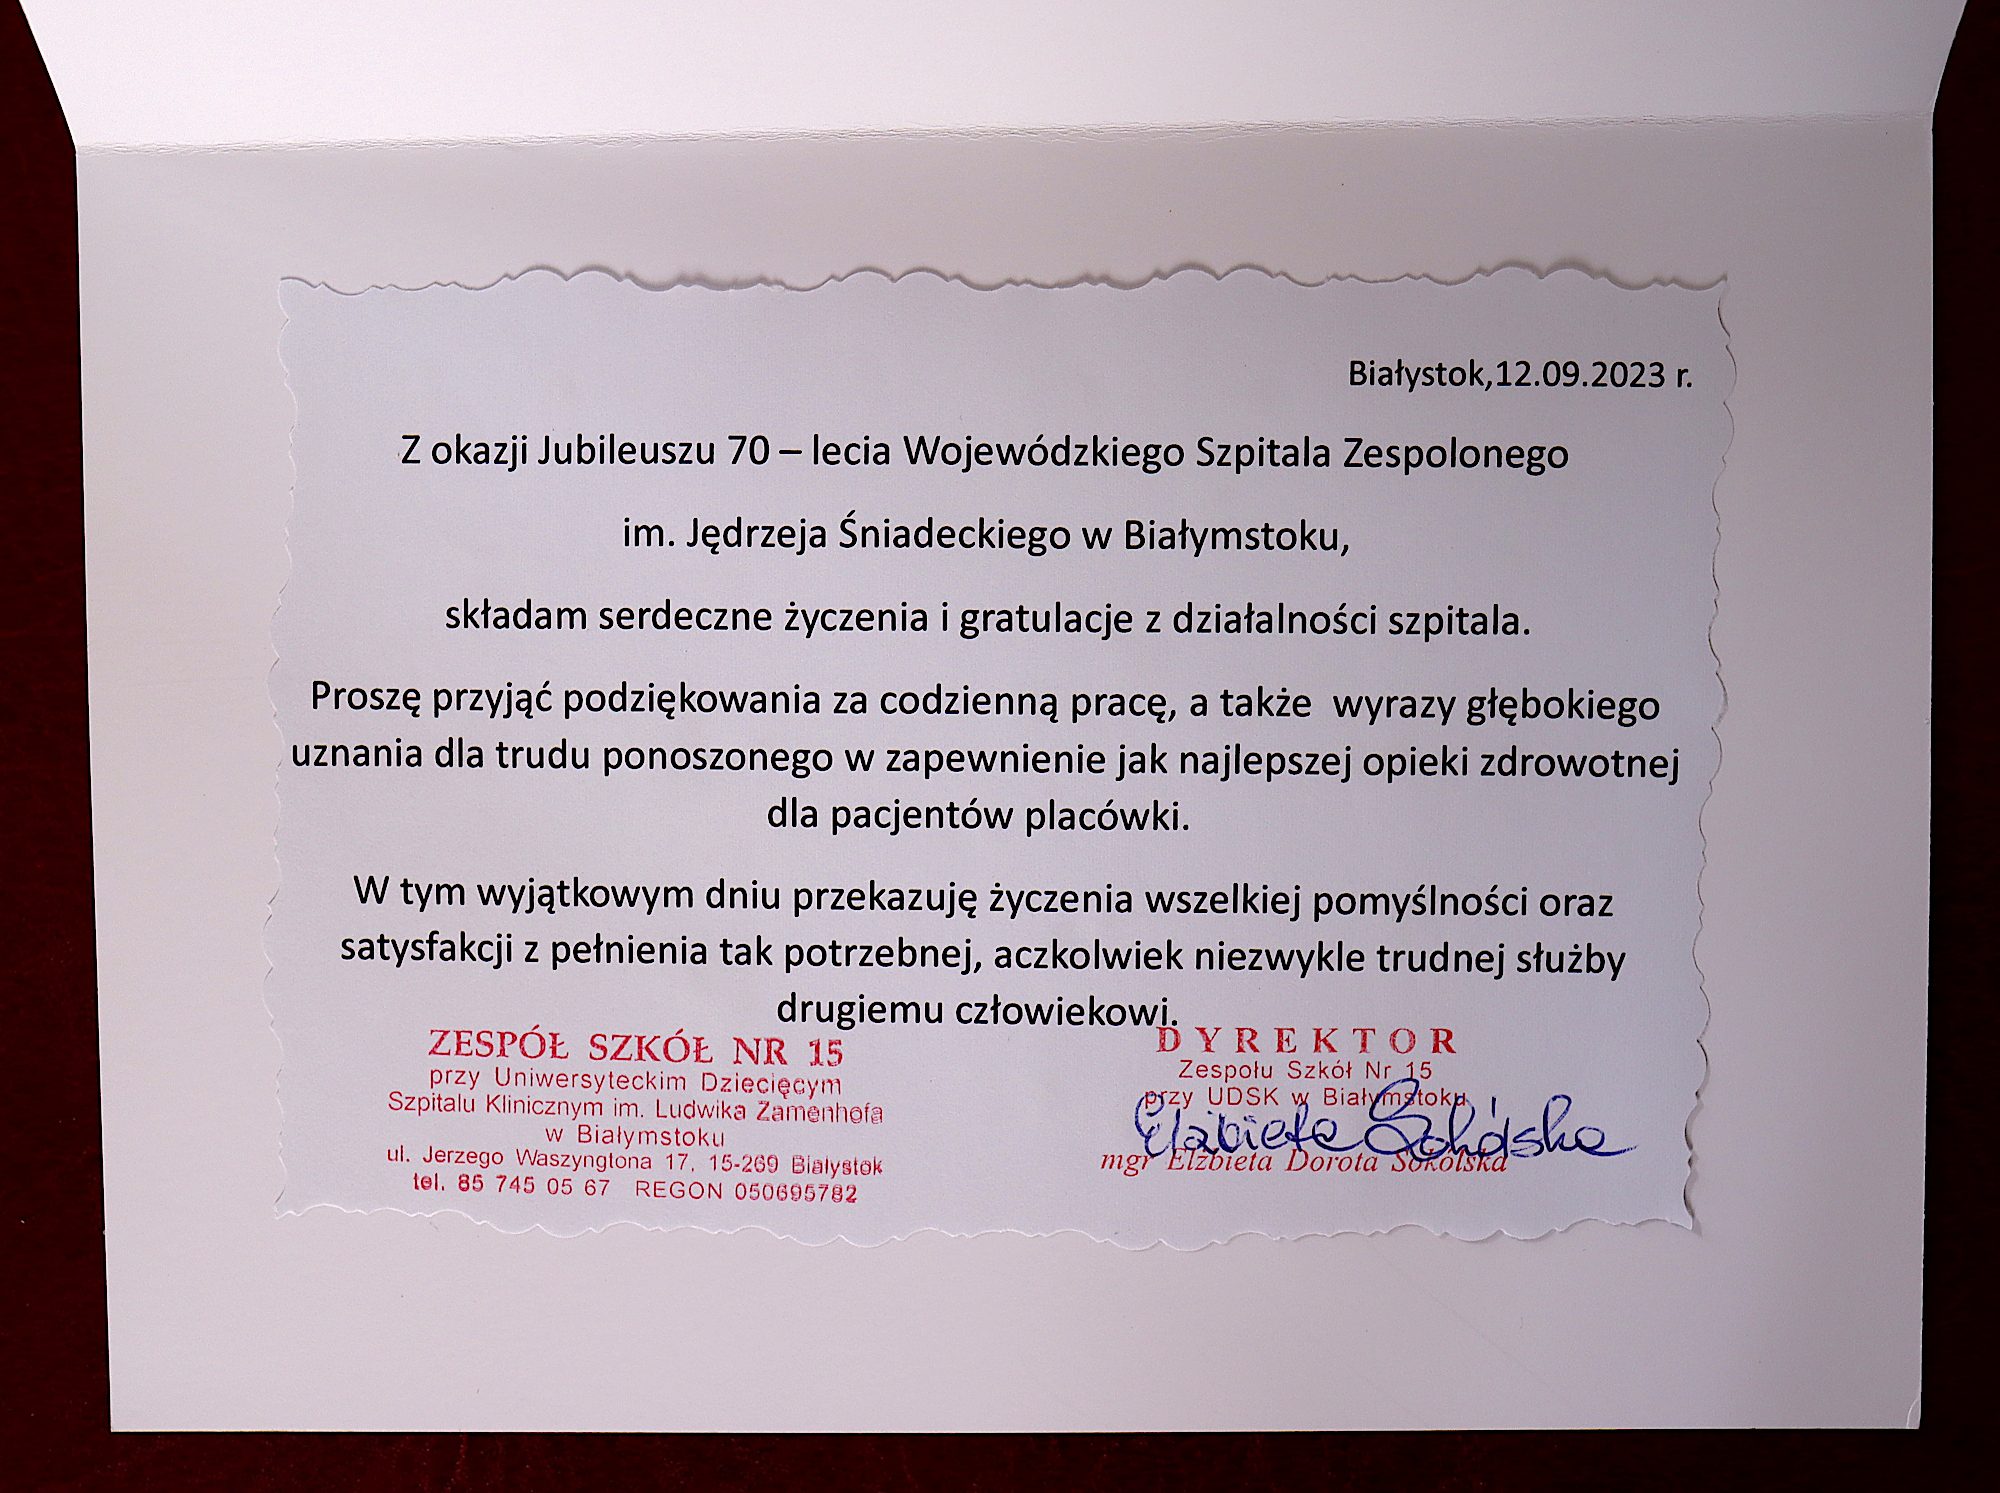 Białystok,12.09.2023 r.
Z okazji Jubileuszu 70 – lecia Wojewódzkiego Szpitala Zespolonego
im. Jędrzeja Śniadeckiego w Białymstoku,
składam serdeczne życzenia i gratulacje z działalności szpitala.
Proszę przyjąć podziękowania za codzienną pracę, a także wyrazy głębokiego
uznania dla trudu ponoszonego w zapewnienie jak najlepszej opieki zdrowotnej
dla pacjentów placówki.
W tym wyjątkowym dniu przekazuję życzenia wszelkiej pomyślności oraz
satysfakcji z pełnienia tak potrzebnej, aczkolwiek niezwykle trudnej służby
drugiemu człowiekowi.
ZESPÓŁ SZKÓŁ NR 15
przy Uniwersyteckim Dziecięcym
Szpitalu Klinicznym im. Ludwika Zamenhofa
w Białymstoku
ul. Jerzego Waszyngtona 17, 15-269 Białystok
tel. 85 745 05 67 REGON 050695782
DYREKTOR
Zespołu Szkół Nr 15
przy UDSK w Białymstoku
Elżbieta Sokólska
mgr Elżbieta Dorota Sokólska